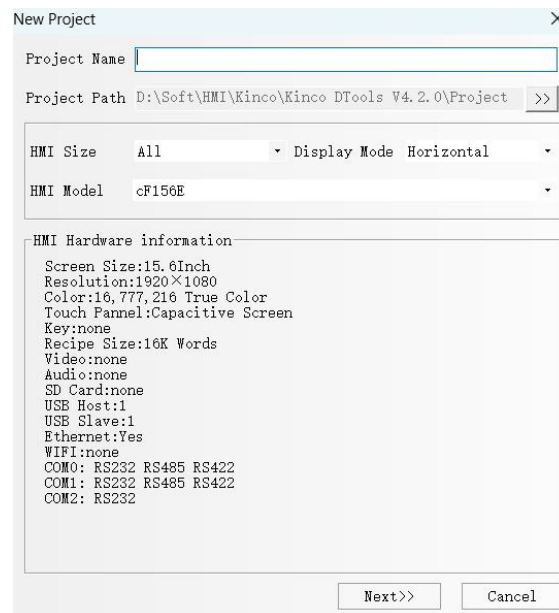 New Project
Project Name
Project Path D:\Soft\HMI\Kinco\Kinco DTools V4.2.0\Project >>
HMI Size All Display Mode Horizontal
HMI Model cF156E
HMI Hardware information
Screen Size:15.6Inch
Resolution:1920×1080
Color:16,777,216 True Color
Touch Pannel:Capacitive Screen
Key:none
Recipe Size:16K Words
Video:none
Audio:none
SD Card:none
USB Host:1
USB Slave:1
Ethernet:Yes
WIFI:none
COM0: RS232 RS485 RS422
COM1: RS232 RS485 RS422
COM2: RS232
Next>> Cancel